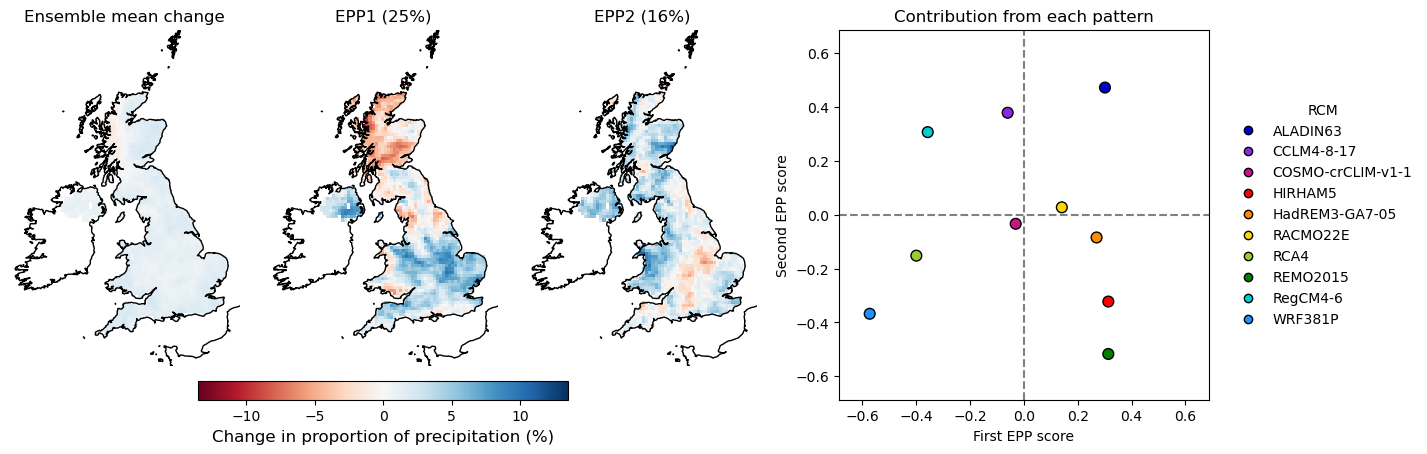 Ensemble mean change
EPP1 (25%)
EPP2 (16%)
−10 −5 0 5 10
Change in proportion of precipitation (%)
Contribution from each pattern
Second EPP score
0.6
0.4
0.2
0.0
−0.2
−0.4
−0.6
−0.6 −0.4 −0.2 0.0 0.2 0.4 0.6
First EPP score
RCM
ALADIN63
CCLM4-8-17
COSMO-crCLIM-v1-1
HIRHAM5
HadREM3-GA7-05
RACMO22E
RCA4
REMO2015
RegCM4-6
WRF381P